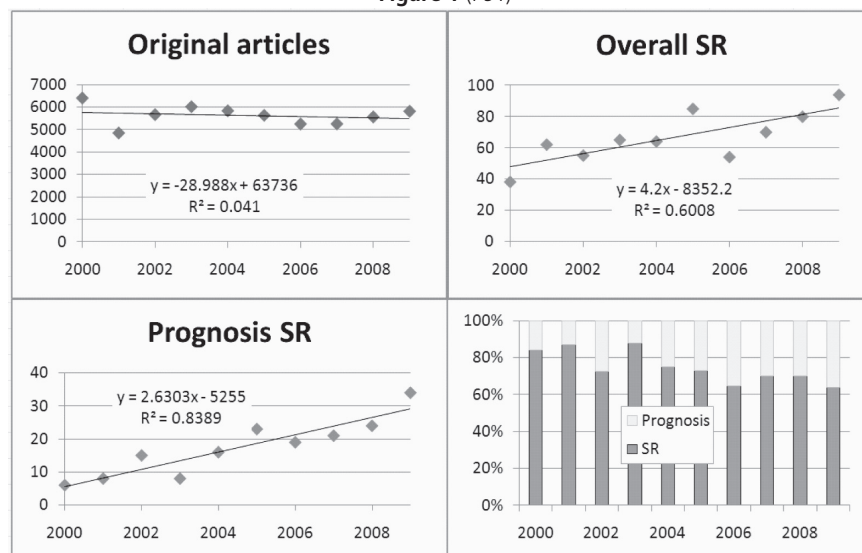 Original articles
7000
6000
5000
4000
3000
2000
1000
0
y = -28.988x + 63736
R² = 0.041
2000 2002 2004 2006 2008
Overall SR
100
80
60
40
20
0
y = 4.2x - 8352.2
R² = 0.6008
2000 2002 2004 2006 2008
Prognosis SR
40
30
20
10
0
y = 2.6303x - 5255
R² = 0.8389
2000 2002 2004 2006 2008
100%
80%
60%
40%
20%
0%
Prognosis
SR
2000 2002 2004 2006 2008